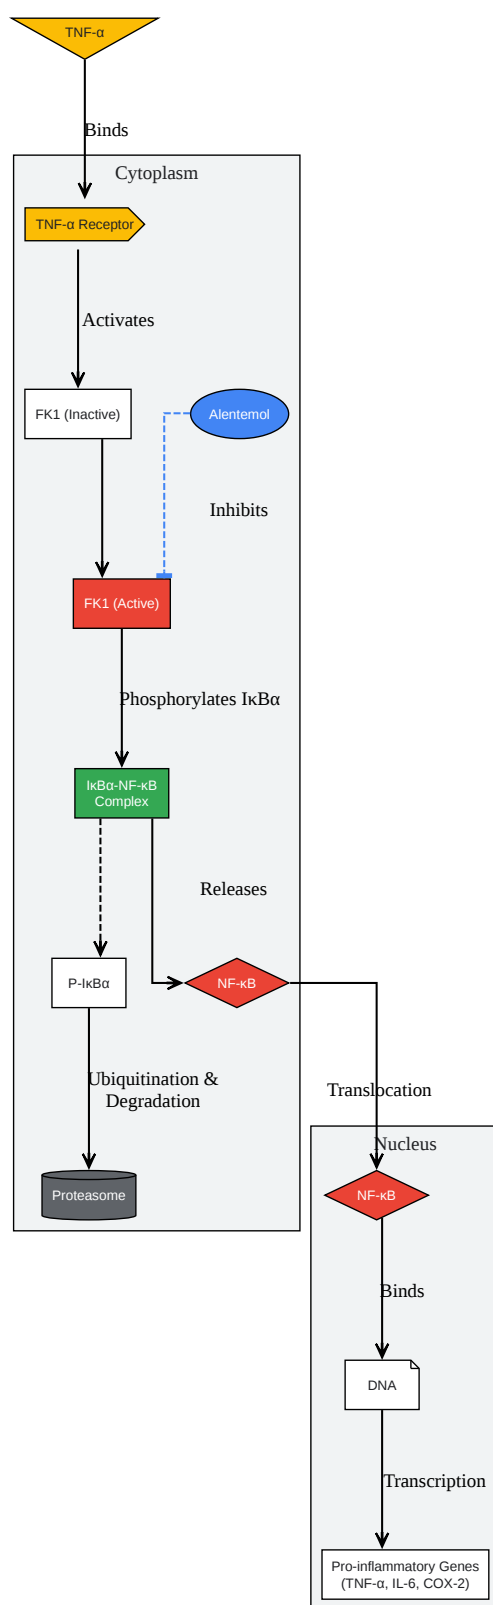 TNF-α
Binds
Cytoplasm
TNF-α Receptor
Activates
FK1 (Inactive)
Alentemol
Inhibits
FK1 (Active)
Phosphorylates IκBα
IκBα-NF-κB
Complex
Releases
P-IκBα
NF-κB
Ubiquitination &
Degradation
Translocation
Nucleus
Proteasome
NF-κB
Binds
DNA
Transcription
Pro-inflammatory Genes
(TNF-α, IL-6, COX-2)